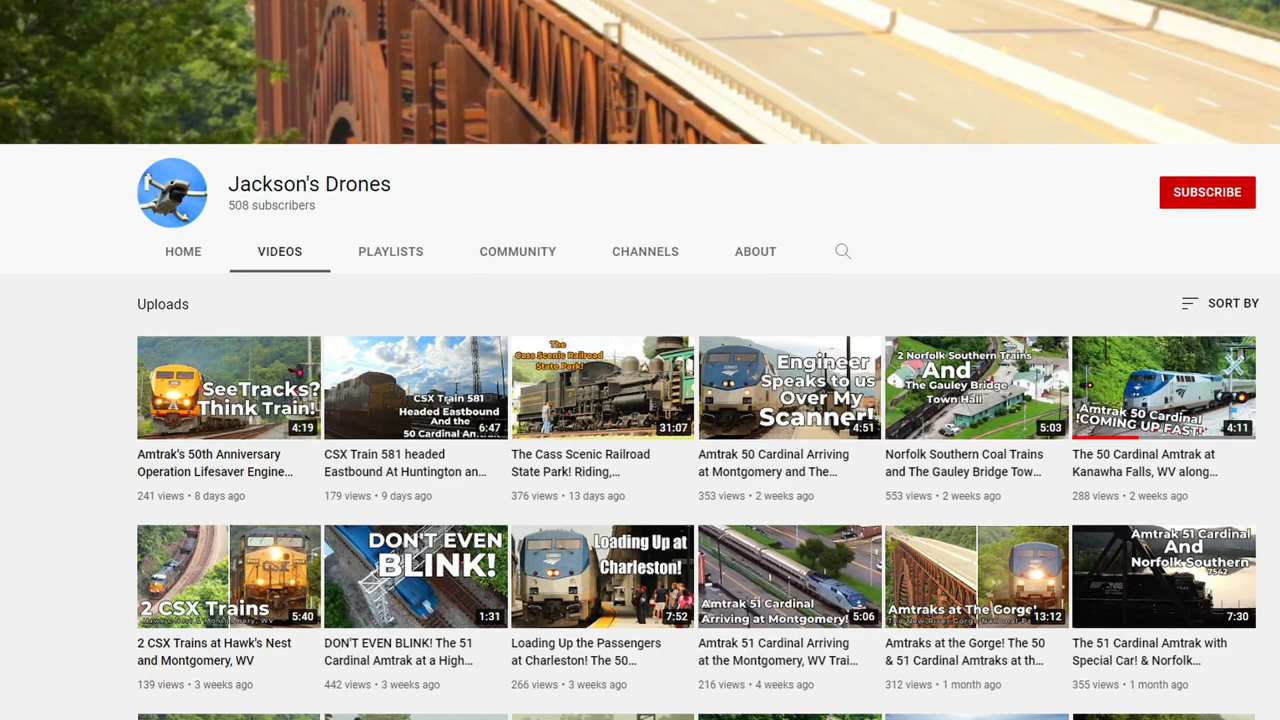 Jackson's Drones
508 subscribers
SUBSCRIBE
HOME
VIDEOS
PLAYLISTS
COMMUNITY
CHANNELS
ABOUT
Uploads
SORT BY
See Tracks?
Think Train!
4:19
CSX Train 581
Headed Eastbound
And the
50 Cardinal
6:47
The
Cass Scenic Railroad
State Park!
31:07
Engineer
Speaks to us
Over My
Scanner!
4:51
2 Norfolk Southern Trains
And
The Gauley Bridge
Town Hall
5:03
Amtrak 50 Cardinal
!COMING UP FAST!
4:11
Amtrak's 50th Anniversary
Operation Lifesaver Engine...
241 views • 8 days ago
CSX Train 581 headed
Eastbound At Huntington an...
179 views • 9 days ago
The Cass Scenic Railroad
State Park! Riding,...
376 views • 13 days ago
Amtrak 50 Cardinal Arriving
at Montgomery and The...
353 views • 2 weeks ago
Norfolk Southern Coal Trains
and The Gauley Bridge Tow...
553 views • 2 weeks ago
The 50 Cardinal Amtrak at
Kanawha Falls, WV along...
288 views • 2 weeks ago
2 CSX Trains
Hawks Nest & Montgomery, WV
5:40
DON'T EVEN
BLINK!
1:31
Loading Up at
Charleston!
7:52
Amtrak 51 Cardinal
Arriving at Montgomery!
5:06
Amtraks at The Gorge!
The New River Gorge National Pa
13:12
Amtrak 51 Cardinal
And
Norfolk Southern
7542
7:30
2 CSX Trains at Hawk's Nest
and Montgomery, WV
139 views • 3 weeks ago
DON'T EVEN BLINK! The 51
Cardinal Amtrak at a High...
442 views • 3 weeks ago
Loading Up the Passengers
at Charleston! The 50...
266 views • 3 weeks ago
Amtrak 51 Cardinal Arriving
at the Montgomery, WV Trai...
216 views • 4 weeks ago
Amtraks at the Gorge! The 50
& 51 Cardinal Amtraks at th...
312 views • 1 month ago
The 51 Cardinal Amtrak with
Special Car! & Norfolk...
355 views • 1 month ago